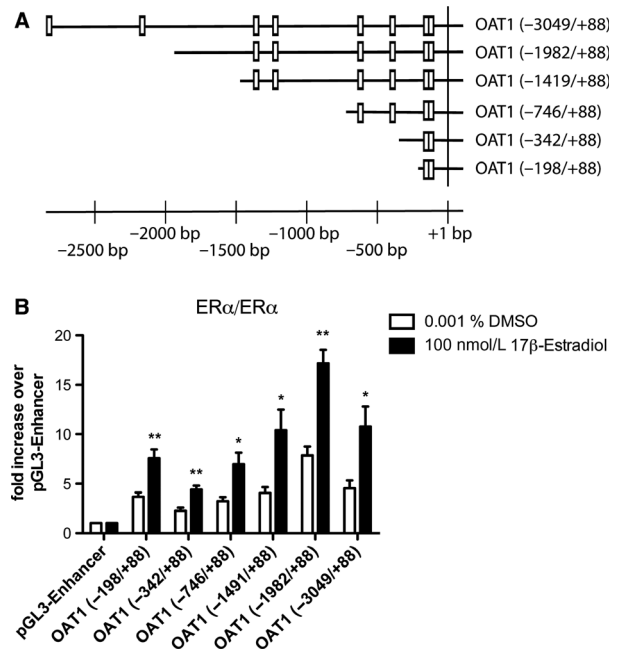 A
OAT1 (−3049/+88)
OAT1 (−1982/+88)
OAT1 (−1419/+88)
OAT1 (−746/+88)
OAT1 (−342/+88)
OAT1 (−198/+88)
−2500 bp
−2000 bp
−1500 bp
−1000 bp
−500 bp
+1 bp
B
ERα/ERα
0.001 % DMSO
100 nmol/L 17β-Estradiol
fold increase over
pGL3-Enhancer
20
15
10
5
0
**
**
*
*
**
*
pGL3-Enhancer
OAT1 (−198/+88)
OAT1 (−342/+88)
OAT1 (−746/+88)
OAT1 (−1491/+88)
OAT1 (−1982/+88)
OAT1 (−3049/+88)